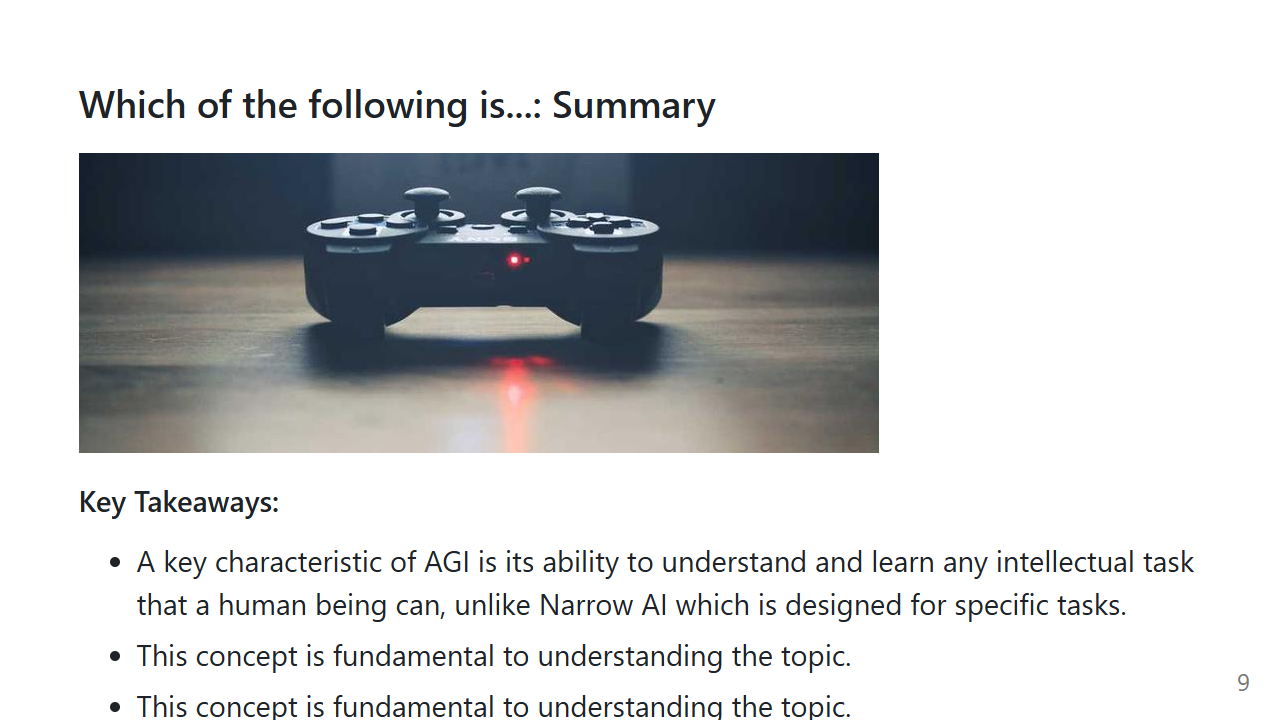 Which of the following is...: Summary
SONY
Key Takeaways:
• A key characteristic of AGI is its ability to understand and learn any intellectual task
that a human being can, unlike Narrow AI which is designed for specific tasks.
• This concept is fundamental to understanding the topic.
• This concept is fundamental to understanding the topic.
9